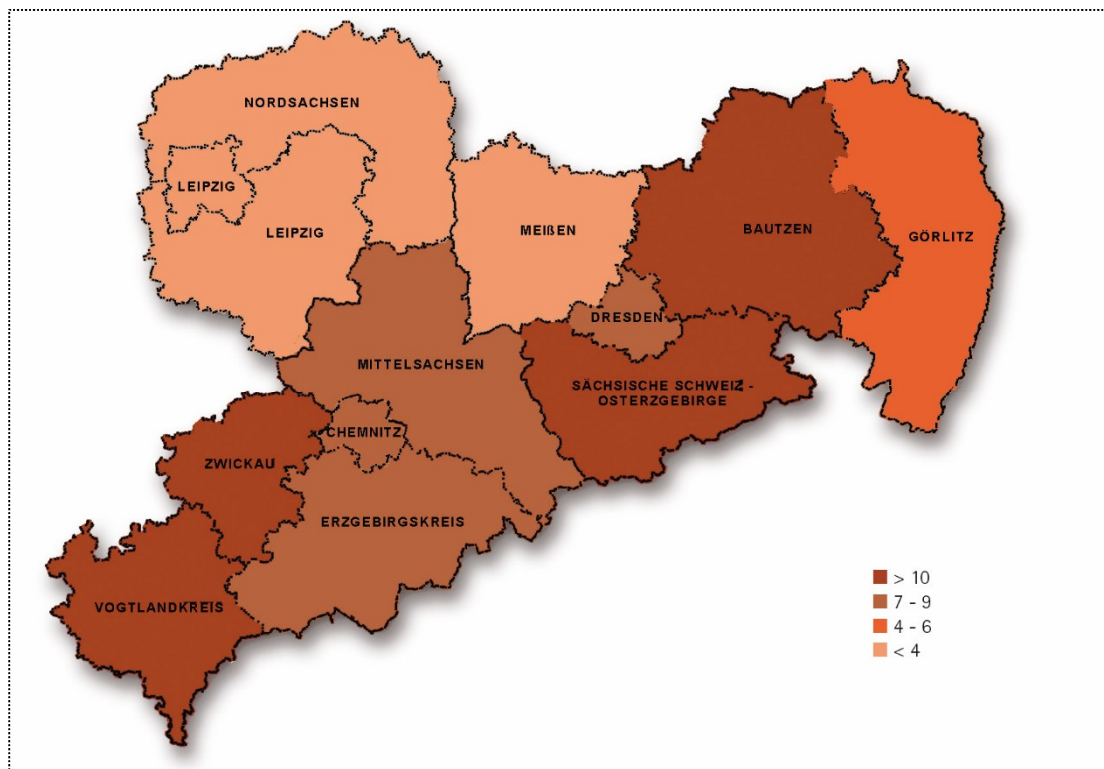 NORDSACHSEN
LEIPZIG
LEIPZIG
MEIßEN
BAUTZEN
GÖRLITZ
DRESDEN
MITTELSACHSEN
SÄCHSISCHE SCHWEIZ -
OSTERZGEBIRGE
CHEMNITZ
ZWICKAU
ERZGEBIRGSKREIS
VOGTLANDKREIS
> 10
7 - 9
4 - 6
< 4